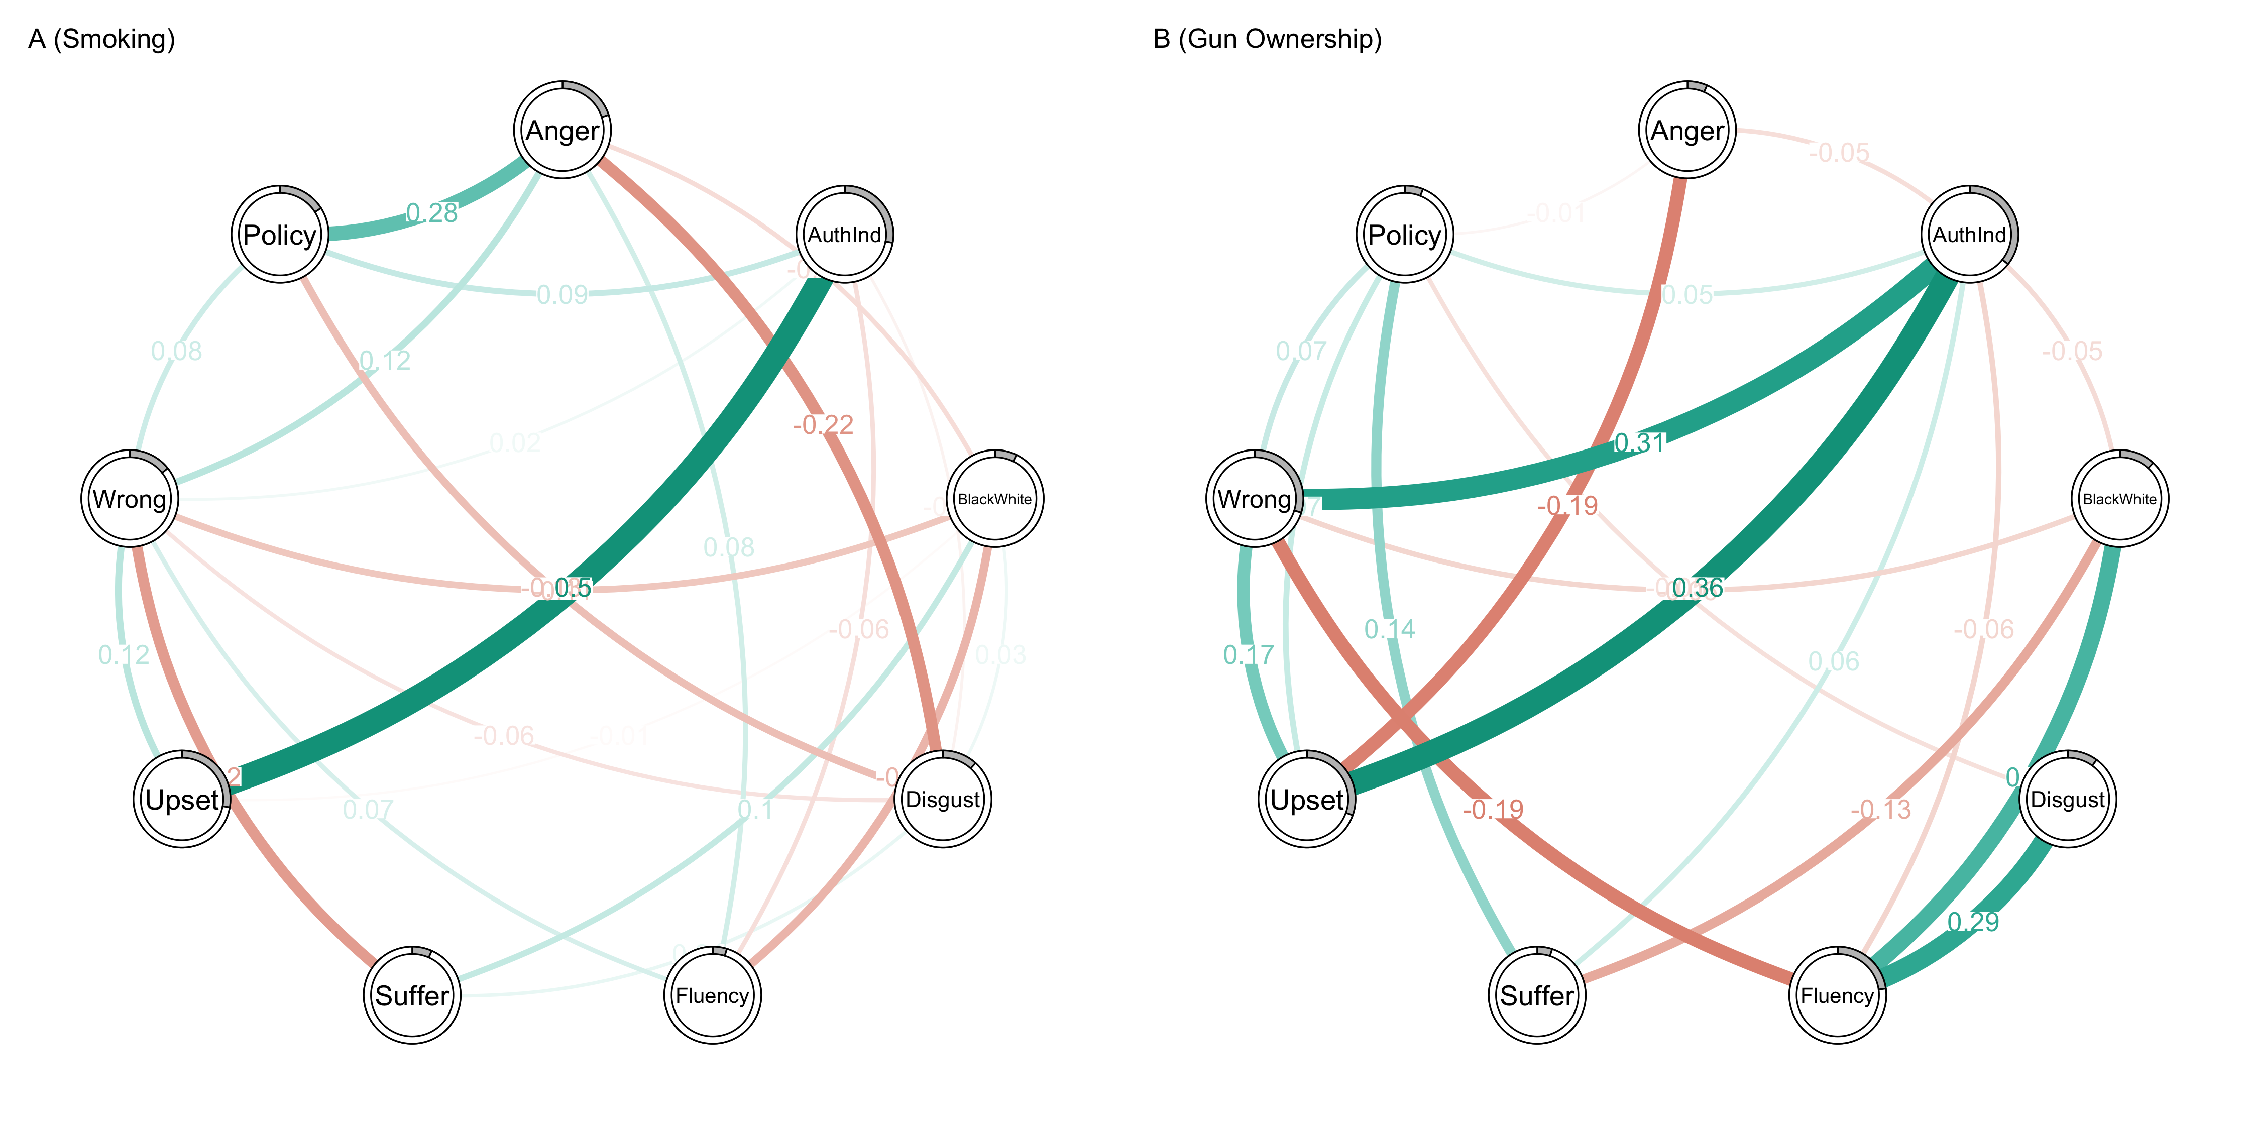 A (Smoking)
Anger
Policy
AuthInd
Wrong
BlackWhite
Upset
Disgust
Suffer
Fluency
0.28
0.09
0.08
0.12
-0.22
0.02
0.08
0.5
-0.06
0.12
0.03
-0.06
-0.01
0.07
0.1
B (Gun Ownership)
Anger
Policy
AuthInd
Wrong
BlackWhite
Upset
Disgust
Suffer
Fluency
-0.05
-0.01
0.05
0.07
-0.05
0.31
-0.19
0.36
0.14
-0.06
0.17
0.06
-0.19
-0.13
0.29